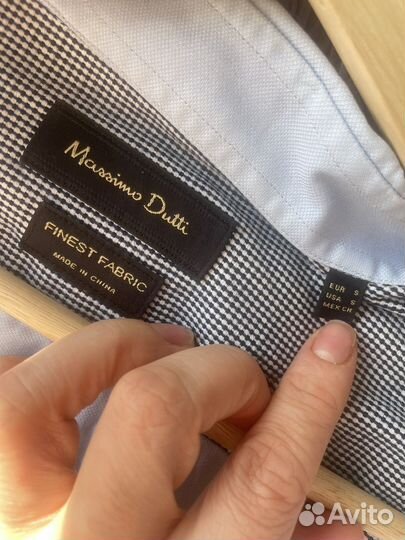 Massimo Dutti
FINEST FABRIC
MADE IN CHINA
EUR S
USA S
MEX CH
Avito